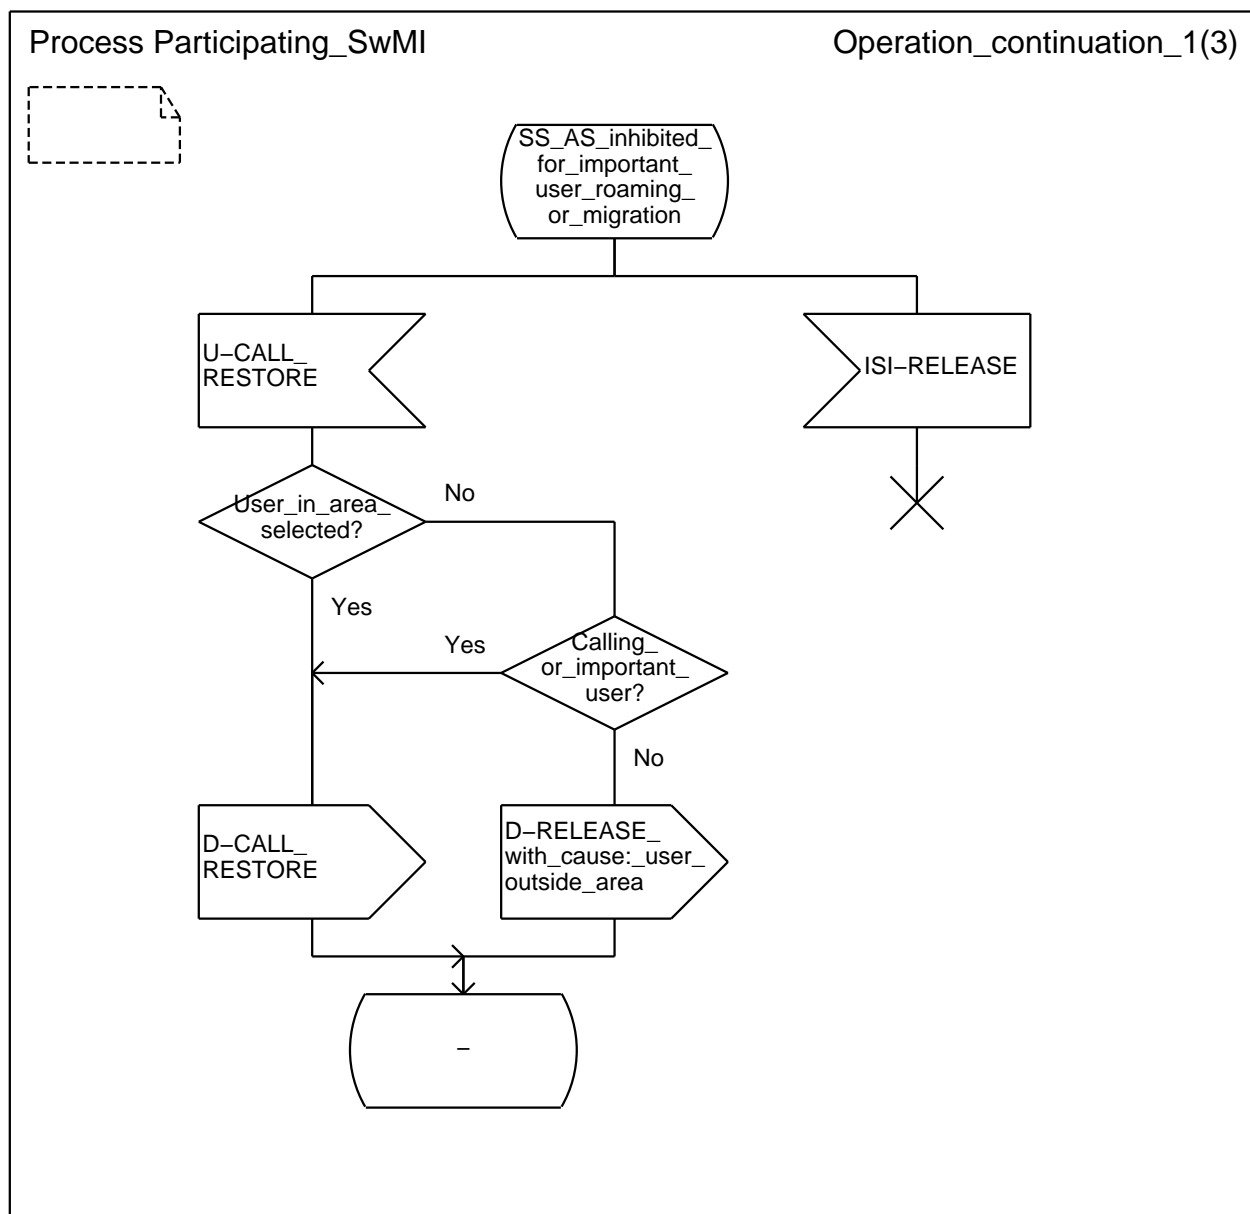 Process Participating_SwMI
Operation_continuation_1(3)
SS_AS_inhibited_
for_important_
user_roaming_
or_migration
U−CALL_
RESTORE
ISI−RELEASE
User_in_area_
selected?
No
Yes
Calling_
or_important_
user?
Yes
No
D−CALL_
RESTORE
D−RELEASE_
with_cause:_user_
outside_area
−